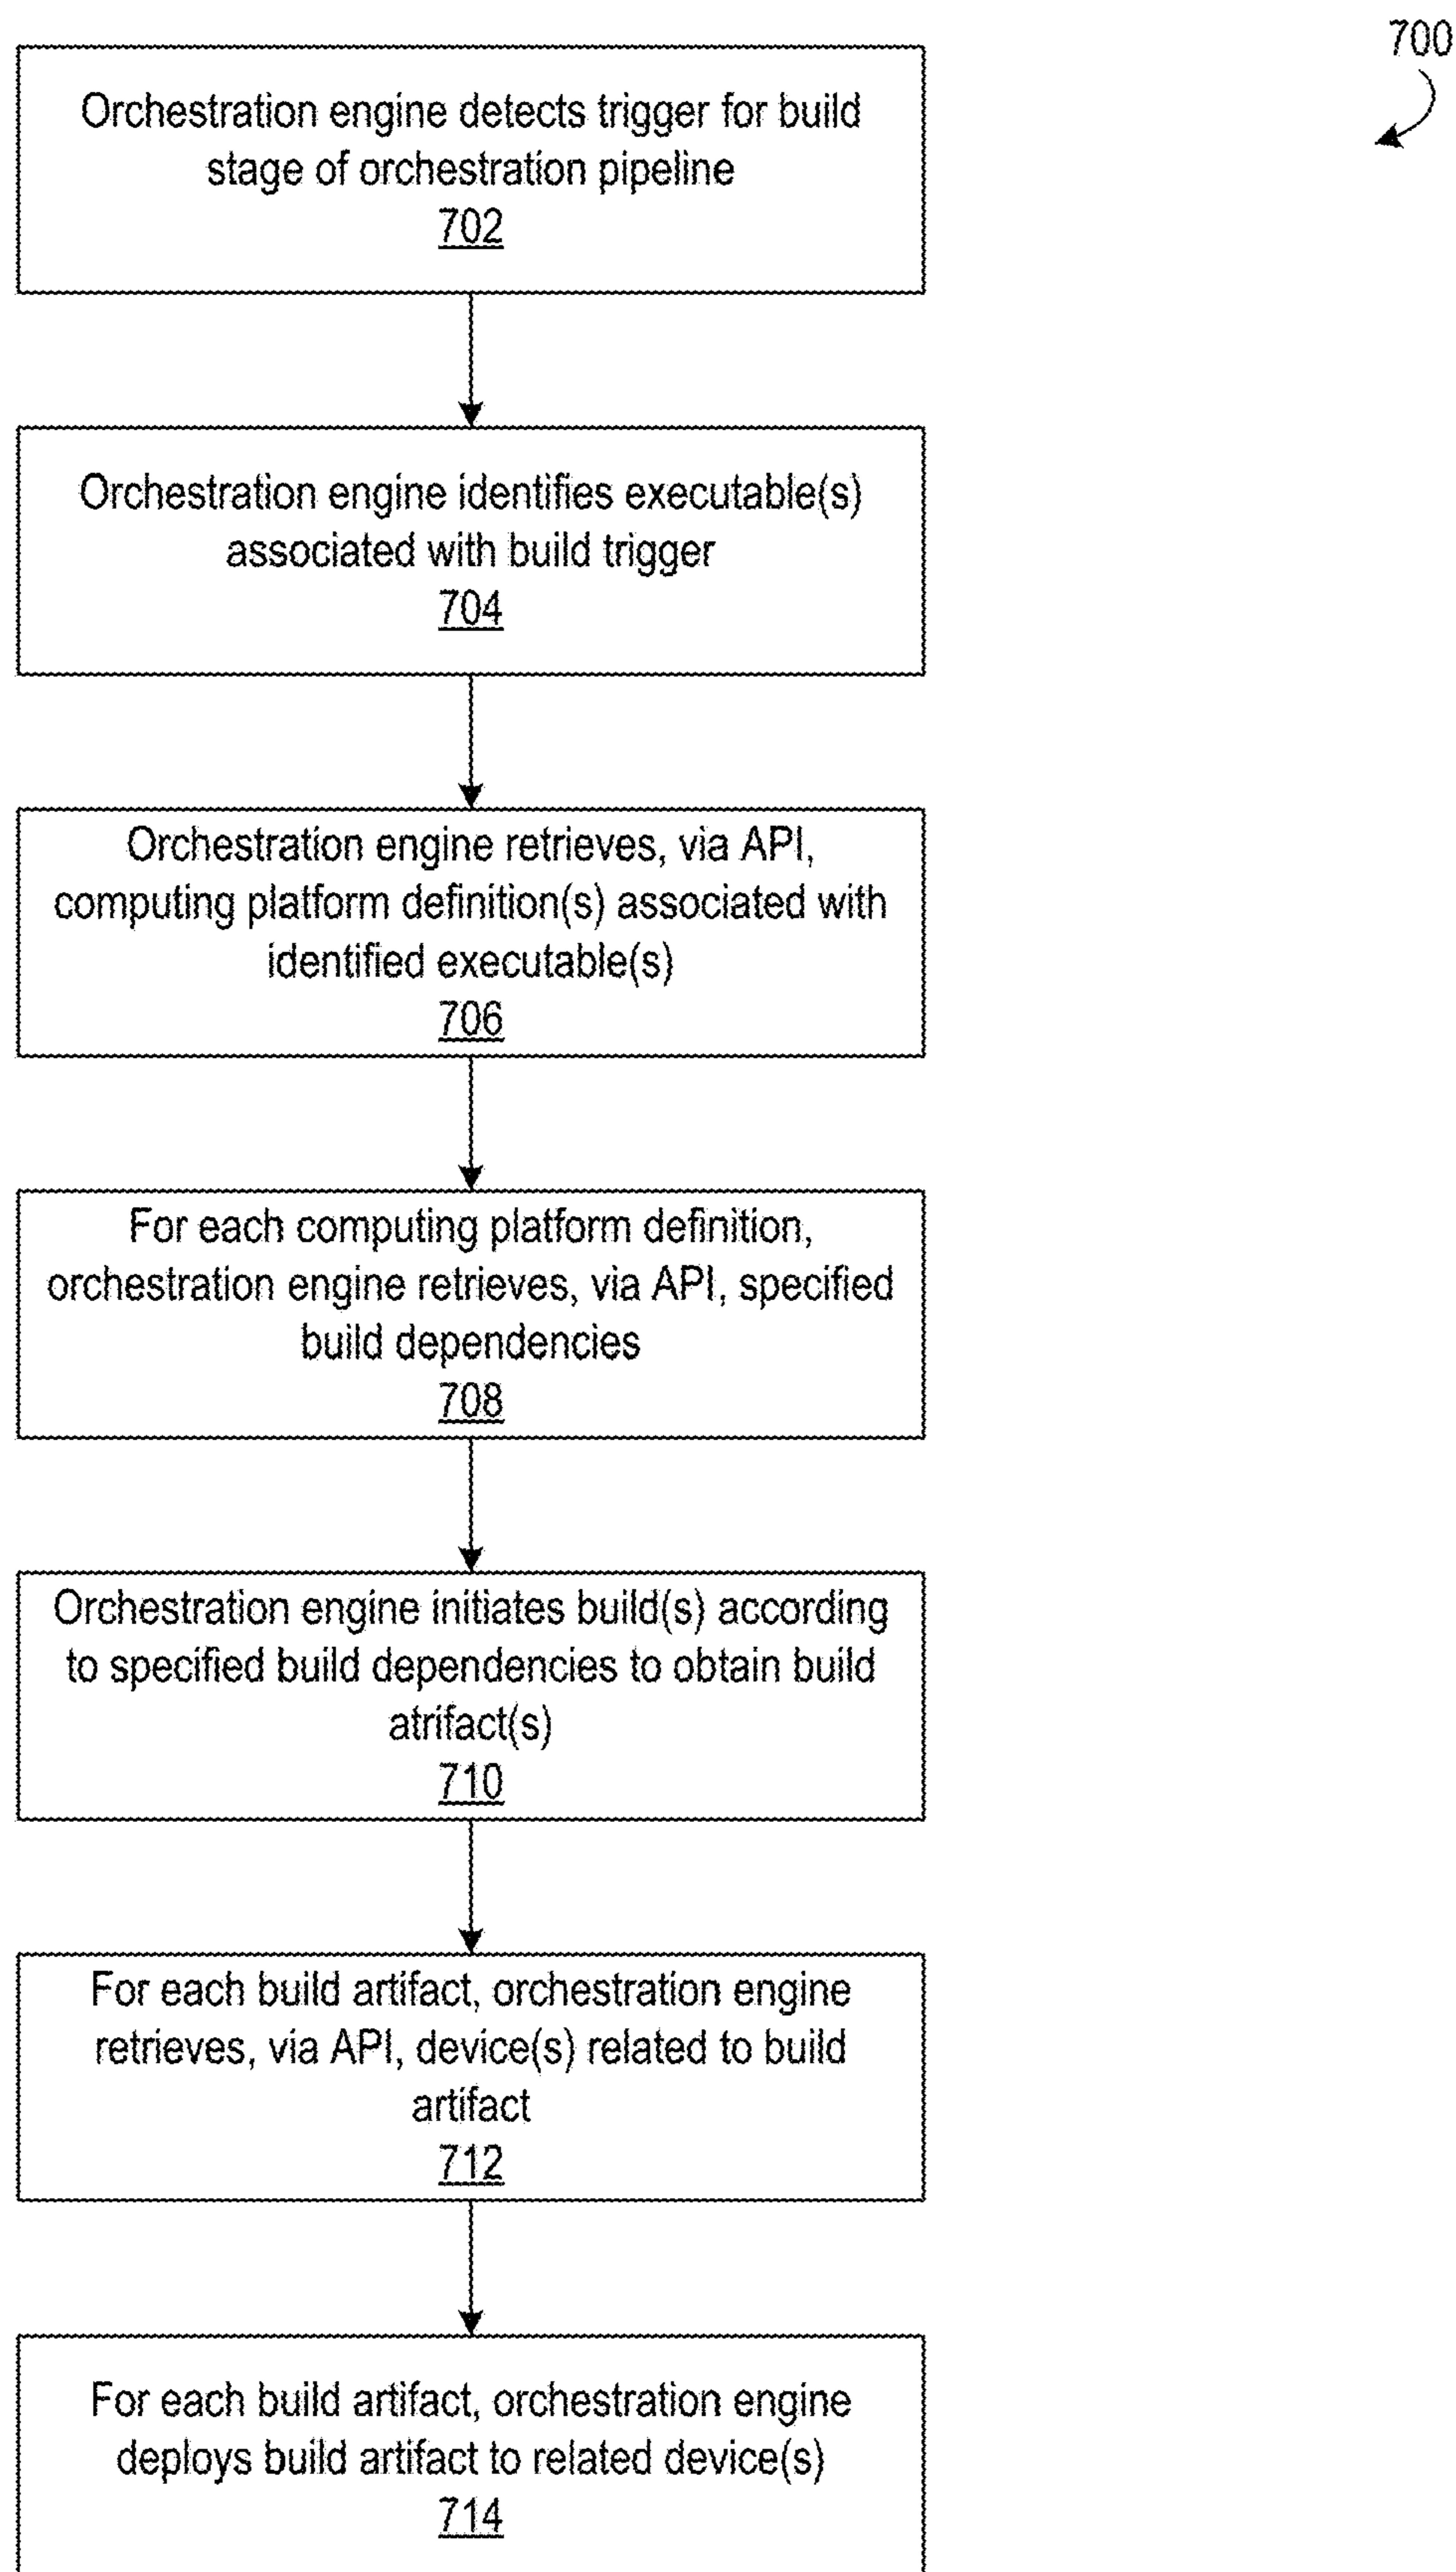 700
Orchestration engine detects trigger for build
stage of orchestration pipeline
702
Orchestration engine identifies executable(s)
associated with build trigger
704
Orchestration engine retrieves, via API,
computing platform definition(s) associated with
identified executable(s)
706
For each computing platform definition,
orchestration engine retrieves, via API, specified
build dependencies
708
Orchestration engine initiates build(s) according
to specified build dependencies to obtain build
atrifact(s)
710
For each build artifact, orchestration engine
retrieves, via API, device(s) related to build
artifact
712
For each build artifact, orchestration engine
deploys build artifact to related device(s)
714